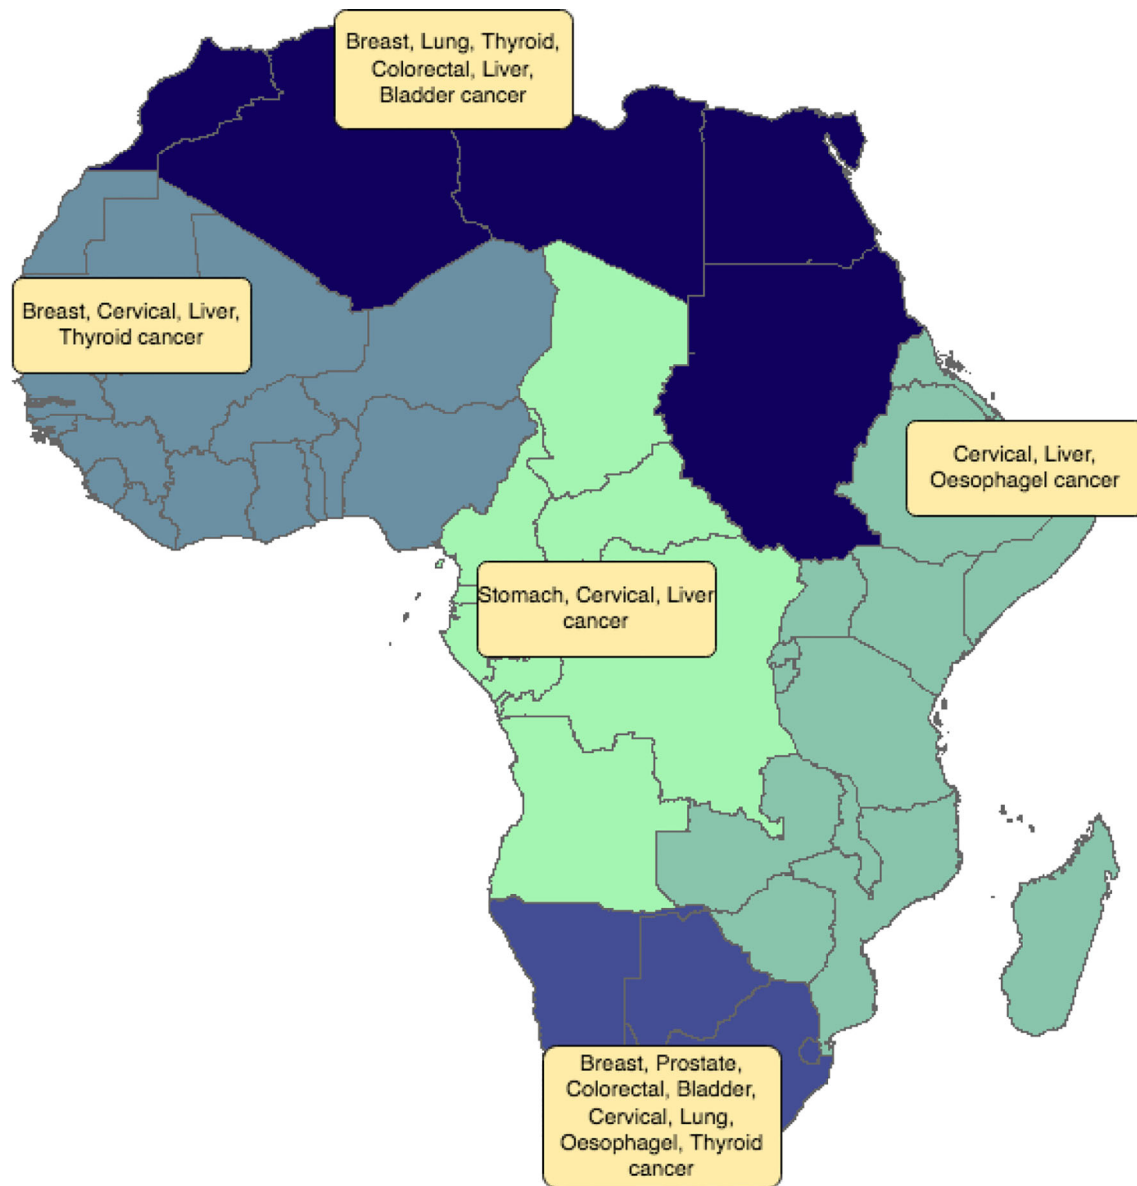 Breast, Lung, Thyroid,
Colorectal, Liver,
Bladder cancer
Breast, Cervical, Liver,
Thyroid cancer
Cervical, Liver,
Oesophagel cancer
Stomach, Cervical, Liver
cancer
Breast, Prostate,
Colorectal, Bladder,
Cervical, Lung,
Oesophagel, Thyroid
cancer